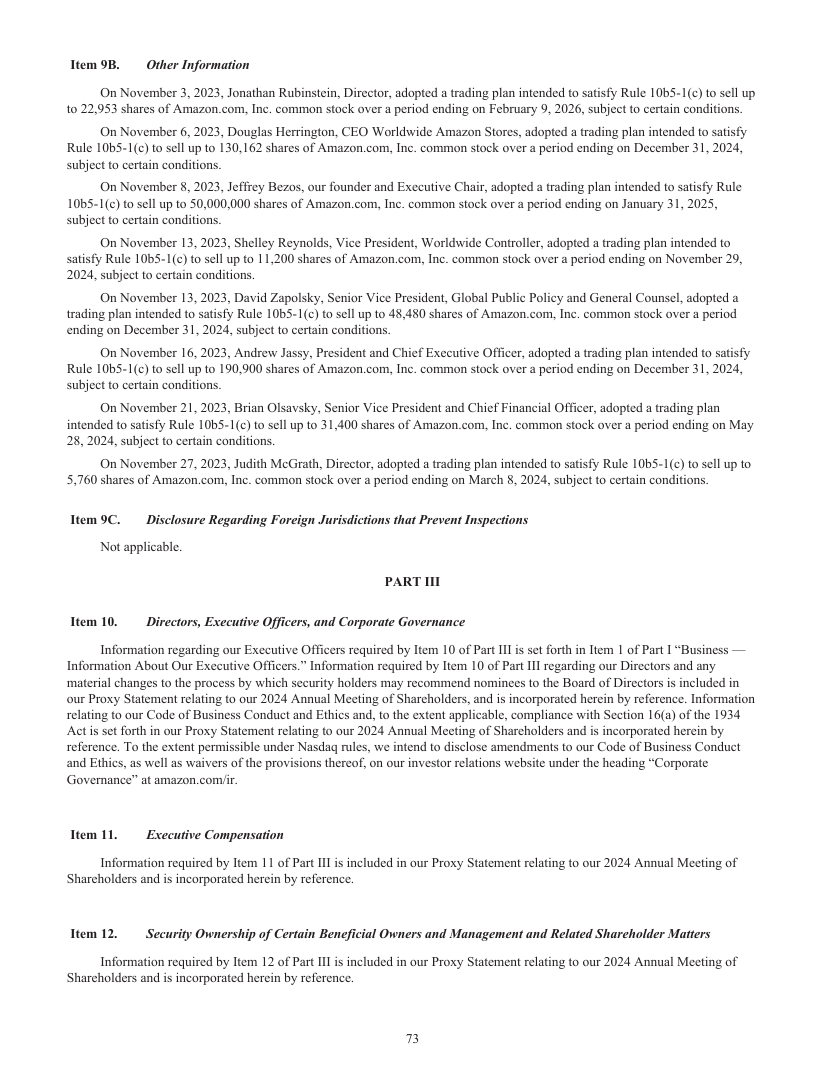 Item 9B. Other Information
On November 3, 2023, Jonathan Rubinstein, Director, adopted a trading plan intended to satisfy Rule 10b5-1(c) to sell up
to 22,953 shares of Amazon.com, Inc. common stock over a period ending on February 9, 2026, subject to certain conditions.
On November 6, 2023, Douglas Herrington, CEO Worldwide Amazon Stores, adopted a trading plan intended to satisfy
Rule 10b5-1(c) to sell up to 130,162 shares of Amazon.com, Inc. common stock over a period ending on December 31, 2024,
subject to certain conditions.
On November 8, 2023, Jeffrey Bezos, our founder and Executive Chair, adopted a trading plan intended to satisfy Rule
10b5-1(c) to sell up to 50,000,000 shares of Amazon.com, Inc. common stock over a period ending on January 31, 2025,
subject to certain conditions.
On November 13, 2023, Shelley Reynolds, Vice President, Worldwide Controller, adopted a trading plan intended to
satisfy Rule 10b5-1(c) to sell up to 11,200 shares of Amazon.com, Inc. common stock over a period ending on November 29,
2024, subject to certain conditions.
On November 13, 2023, David Zapolsky, Senior Vice President, Global Public Policy and General Counsel, adopted a
trading plan intended to satisfy Rule 10b5-1(c) to sell up to 48,480 shares of Amazon.com, Inc. common stock over a period
ending on December 31, 2024, subject to certain conditions.
On November 16, 2023, Andrew Jassy, President and Chief Executive Officer, adopted a trading plan intended to satisfy
Rule 10b5-1(c) to sell up to 190,900 shares of Amazon.com, Inc. common stock over a period ending on December 31, 2024,
subject to certain conditions.
On November 21, 2023, Brian Olsavsky, Senior Vice President and Chief Financial Officer, adopted a trading plan
intended to satisfy Rule 10b5-1(c) to sell up to 31,400 shares of Amazon.com, Inc. common stock over a period ending on May
28, 2024, subject to certain conditions.
On November 27, 2023, Judith McGrath, Director, adopted a trading plan intended to satisfy Rule 10b5-1(c) to sell up to
5,760 shares of Amazon.com, Inc. common stock over a period ending on March 8, 2024, subject to certain conditions.
Item 9C. Disclosure Regarding Foreign Jurisdictions that Prevent Inspections
Not applicable.
PART III
Item 10. Directors, Executive Officers, and Corporate Governance
Information regarding our Executive Officers required by Item 10 of Part III is set forth in Item 1 of Part I “Business —
Information About Our Executive Officers.” Information required by Item 10 of Part III regarding our Directors and any
material changes to the process by which security holders may recommend nominees to the Board of Directors is included in
our Proxy Statement relating to our 2024 Annual Meeting of Shareholders, and is incorporated herein by reference. Information
relating to our Code of Business Conduct and Ethics and, to the extent applicable, compliance with Section 16(a) of the 1934
Act is set forth in our Proxy Statement relating to our 2024 Annual Meeting of Shareholders and is incorporated herein by
reference. To the extent permissible under Nasdaq rules, we intend to disclose amendments to our Code of Business Conduct
and Ethics, as well as waivers of the provisions thereof, on our investor relations website under the heading “Corporate
Governance” at amazon.com/ir.
Item 11. Executive Compensation
Information required by Item 11 of Part III is included in our Proxy Statement relating to our 2024 Annual Meeting of
Shareholders and is incorporated herein by reference.
Item 12. Security Ownership of Certain Beneficial Owners and Management and Related Shareholder Matters
Information required by Item 12 of Part III is included in our Proxy Statement relating to our 2024 Annual Meeting of
Shareholders and is incorporated herein by reference.
73